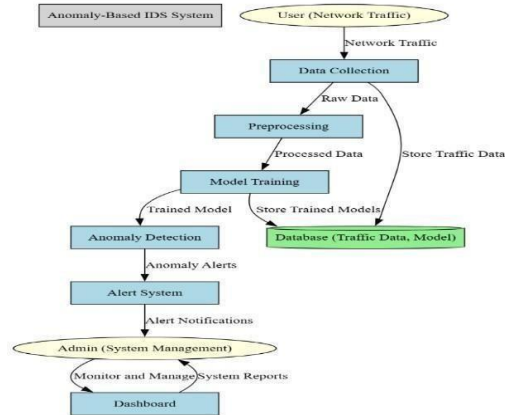 Anomaly-Based IDS System
User (Network Traffic)
Network Traffic
Data Collection
Raw Data
Preprocessing
Processed Data
Store Traffic Data
Model Training
Trained Model
Store Trained Models
Anomaly Detection
Database (Traffic Data, Model)
Anomaly Alerts
Alert System
Alert Notifications
Admin (System Management)
Monitor and Manage
System Reports
Dashboard